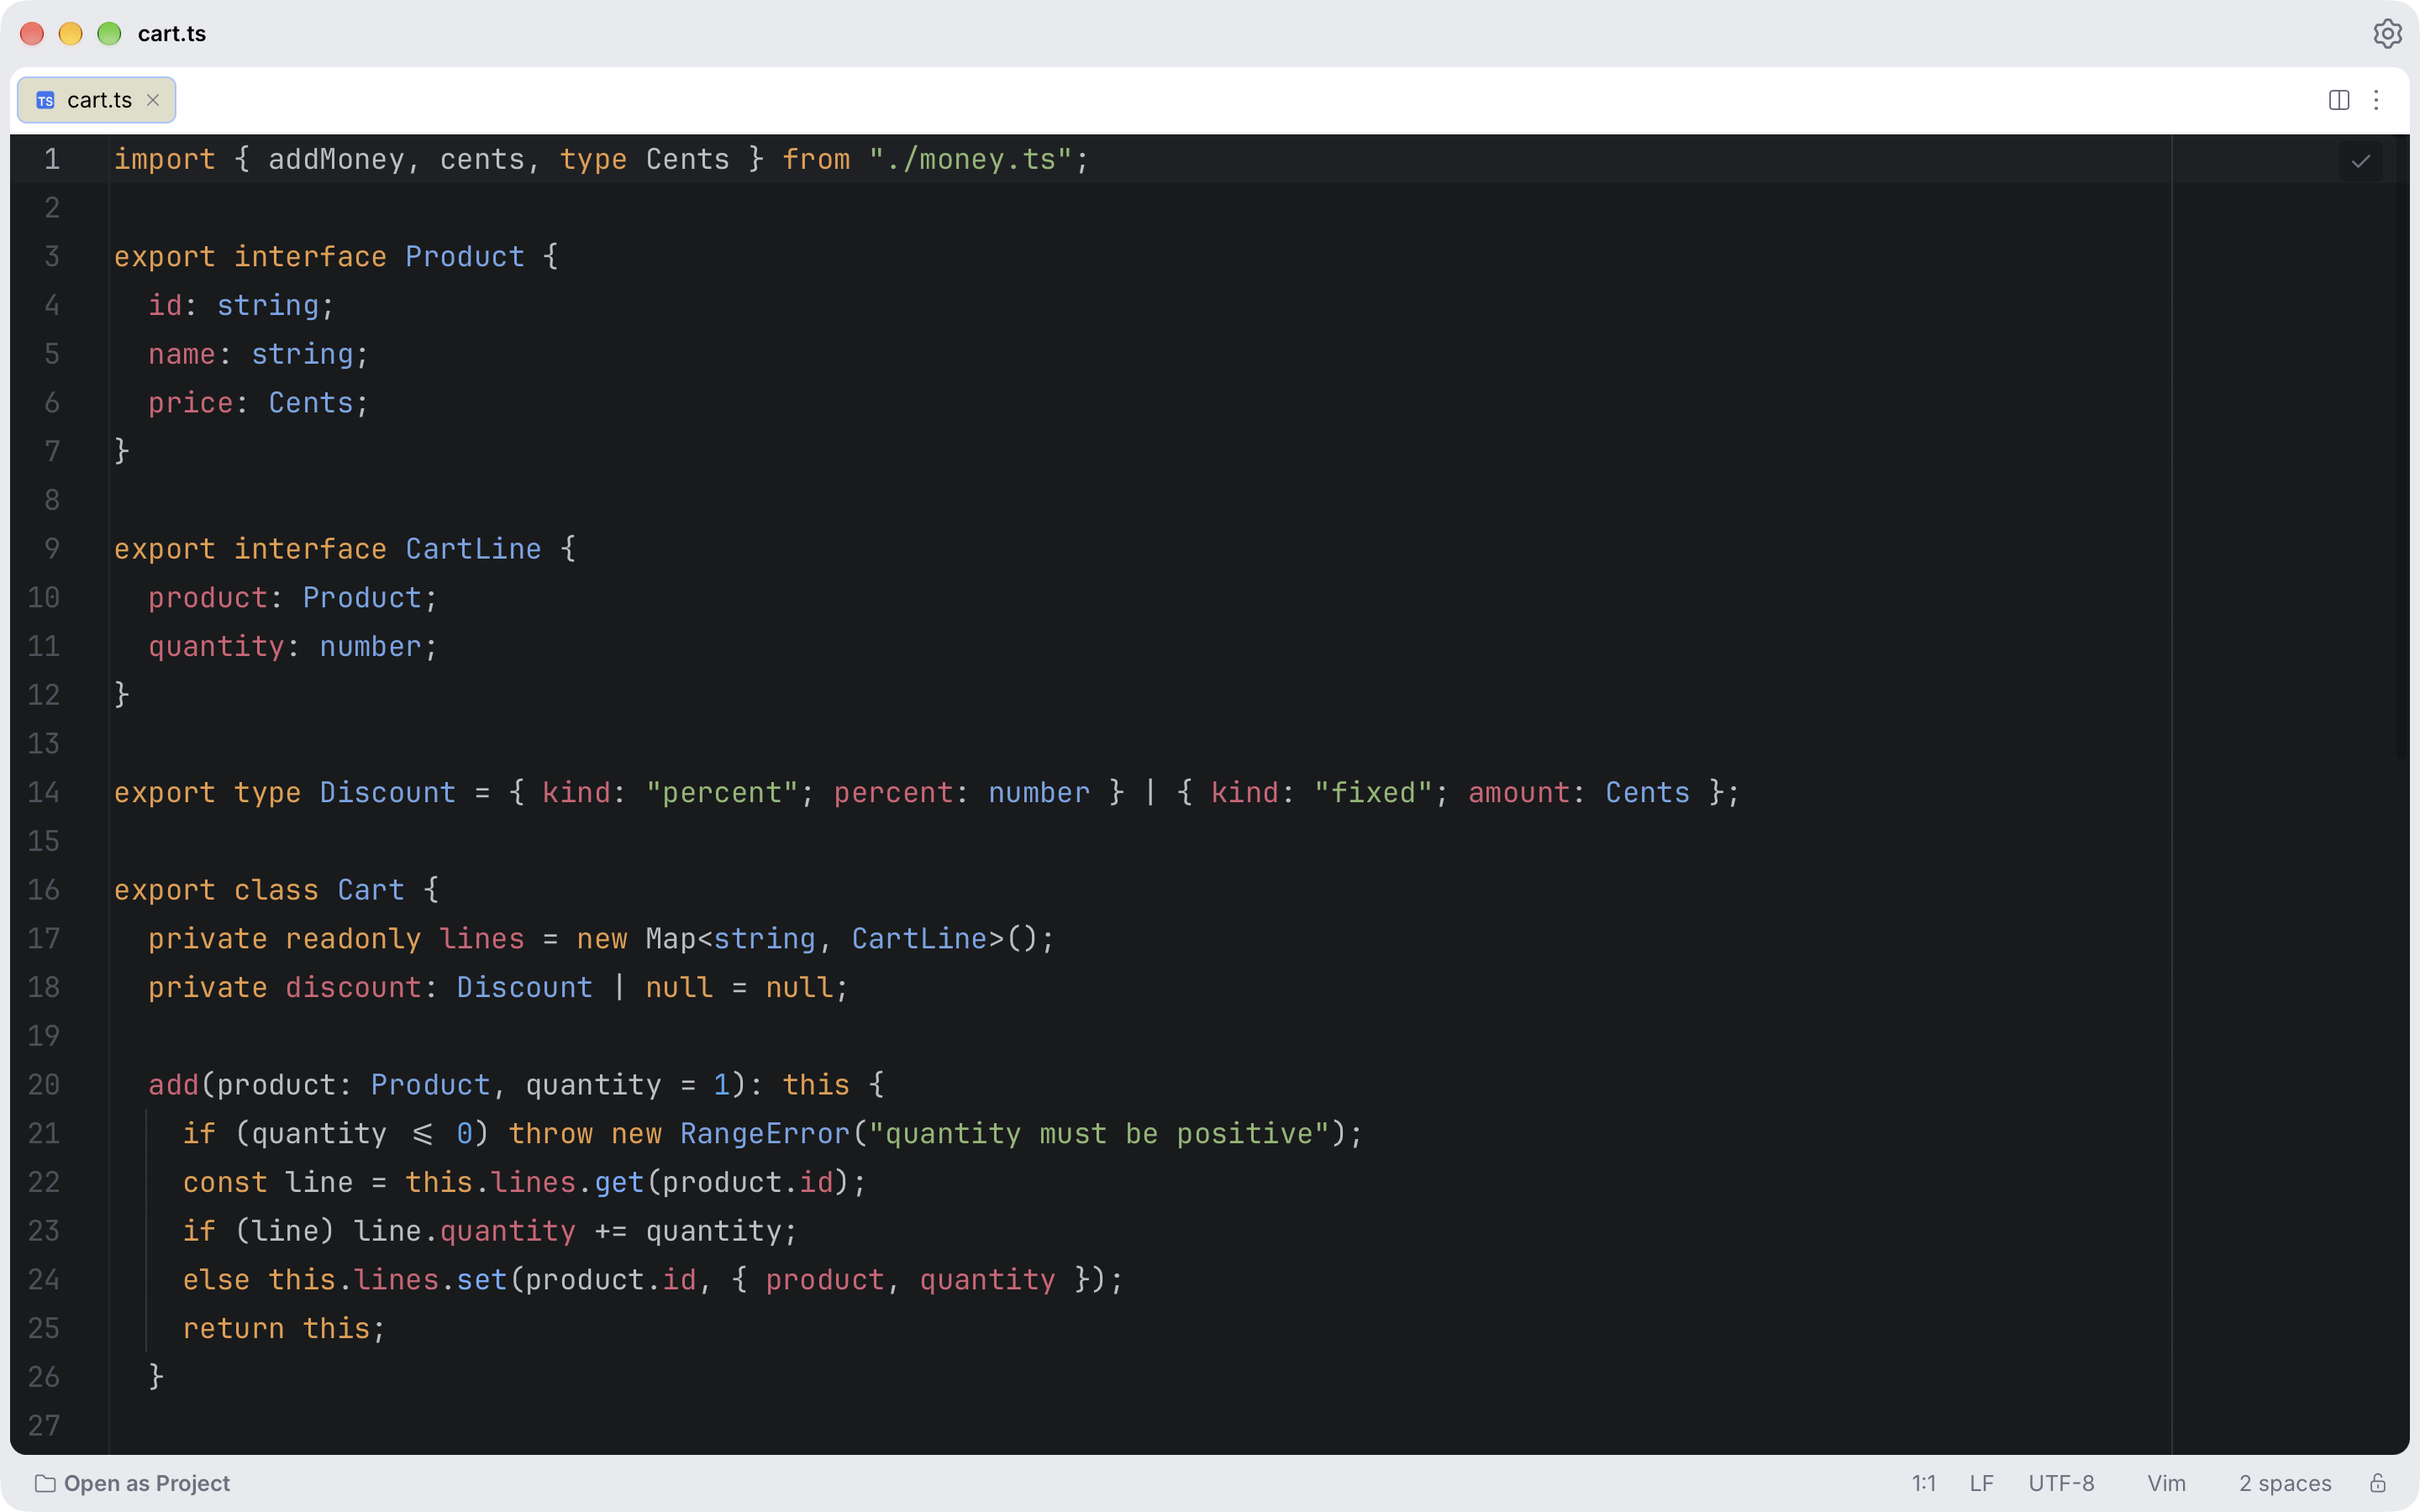 cart.ts
TS cart.ts
1 import { addMoney, cents, type Cents } from "./money.ts";
2
3 export interface Product {
4   id: string;
5   name: string;
6   price: Cents;
7 }
8
9 export interface CartLine {
10   product: Product;
11   quantity: number;
12 }
13
14 export type Discount = { kind: "percent"; percent: number } | { kind: "fixed"; amount: Cents };
15
16 export class Cart {
17   private readonly lines = new Map<string, CartLine>();
18   private discount: Discount | null = null;
19
20   add(product: Product, quantity = 1): this {
21     if (quantity <= 0) throw new RangeError("quantity must be positive");
22     const line = this.lines.get(product.id);
23     if (line) line.quantity += quantity;
24     else this.lines.set(product.id, { product, quantity });
25     return this;
26   }
27
Open as Project 1:1 LF UTF-8 Vim 2 spaces